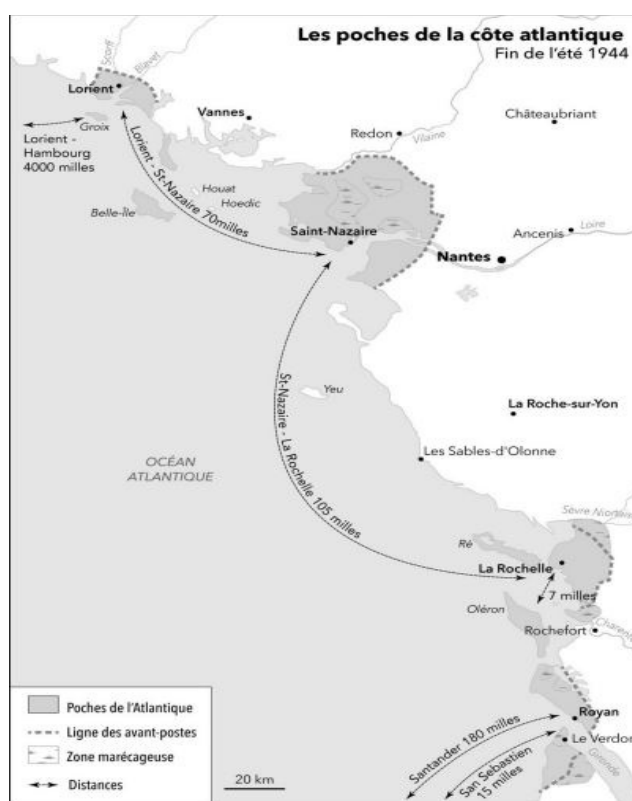 Les poches de la côte atlantique
Fin de l'été 1944
Scorff
Blavet
Lorient
Vannes
Groix
Lorient -
Hambourg
4000 milles
Redon
Vilaine
Châteaubriant
Lorient - St-Nazaire 70milles
Houat
Hoedic
Belle-Île
Saint-Nazaire
Ancenis
Loire
Nantes
St-Nazaire - La Rochelle 105 milles
Yeu
La Roche-sur-Yon
Les Sables-d'Olonne
OCÉAN
ATLANTIQUE
Sèvre Niortaise
Ré
La Rochelle
7 milles
Oléron
Rochefort
Charente
Royan
Le Verdon
Gironde
Santander 180 milles
San Sebastien
15 milles
Poches de l'Atlantique
Ligne des avant-postes
Zone marécageuse
Distances
20 km